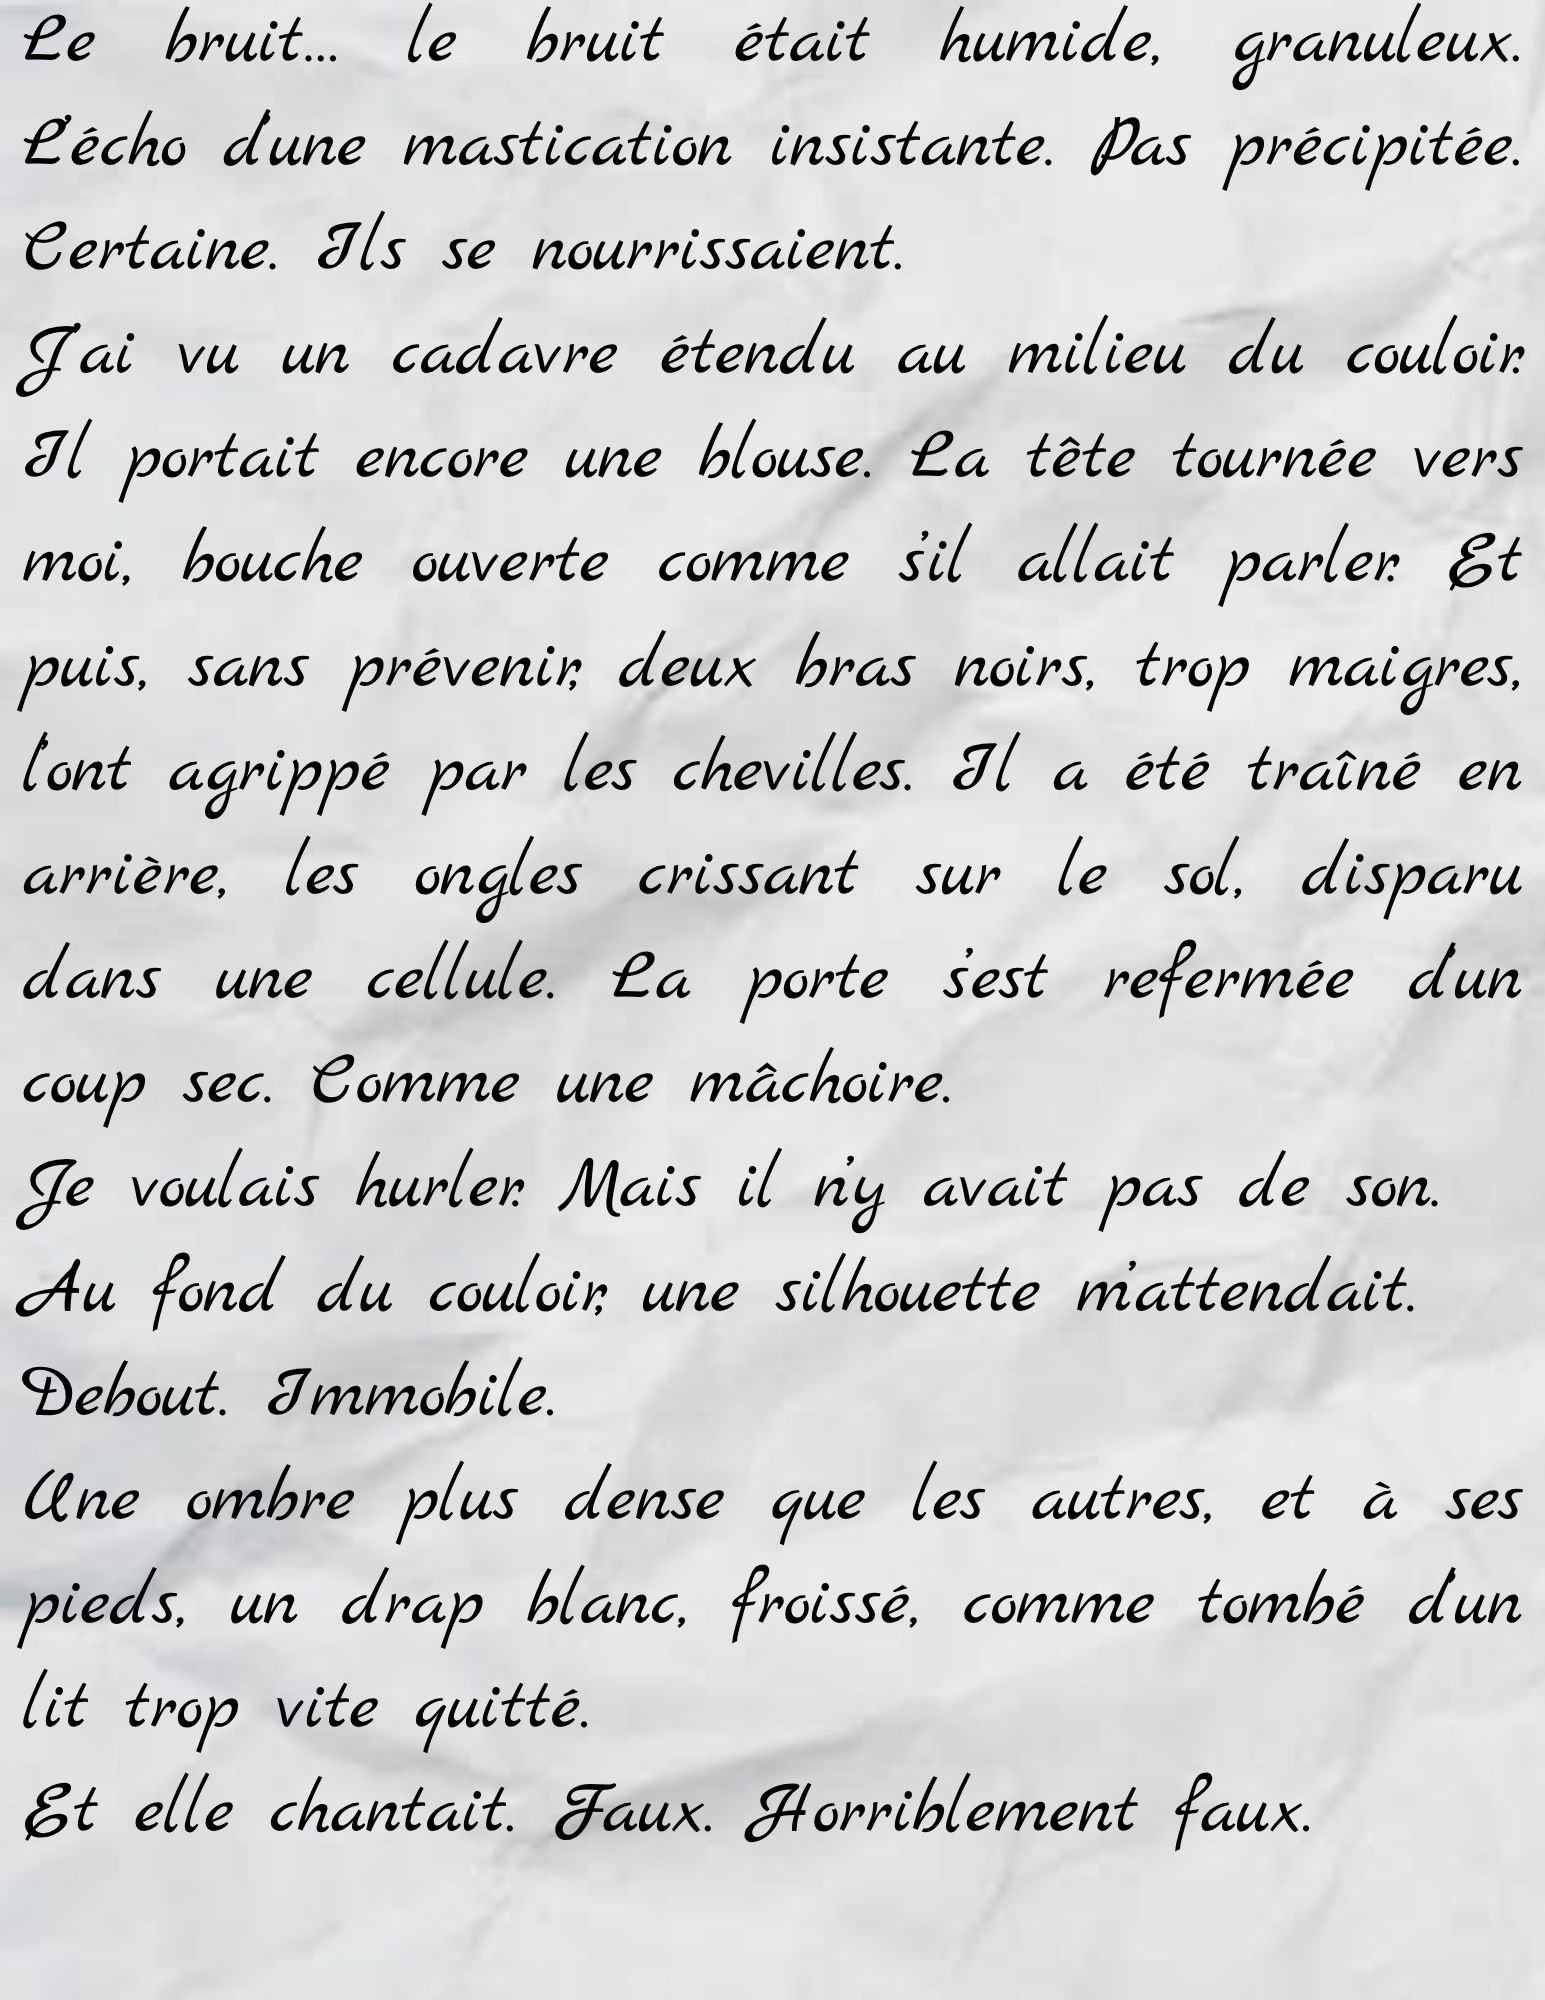 Le bruit... le bruit était humide, granuleux.
L'écho d'une mastication insistante. Pas précipitée.
Certaine. Ils se nourrissaient.
J'ai vu un cadavre étendu au milieu du couloir.
Il portait encore une blouse. La tête tournée vers
moi, bouche ouverte comme s'il allait parler. Et
puis, sans prévenir, deux bras noirs, trop maigres,
l'ont agrippé par les chevilles. Il a été traîné en
arrière, les ongles crissant sur le sol, disparu
dans une cellule. La porte s'est refermée d'un
coup sec. Comme une mâchoire.
Je voulais hurler. Mais il n'y avait pas de son.
Au fond du couloir, une silhouette m'attendait.
Debout. Immobile.
Une ombre plus dense que les autres, et à ses
pieds, un drap blanc, froissé, comme tombé d'un
lit trop vite quitté.
Et elle chantait. Faux. Horriblement faux.